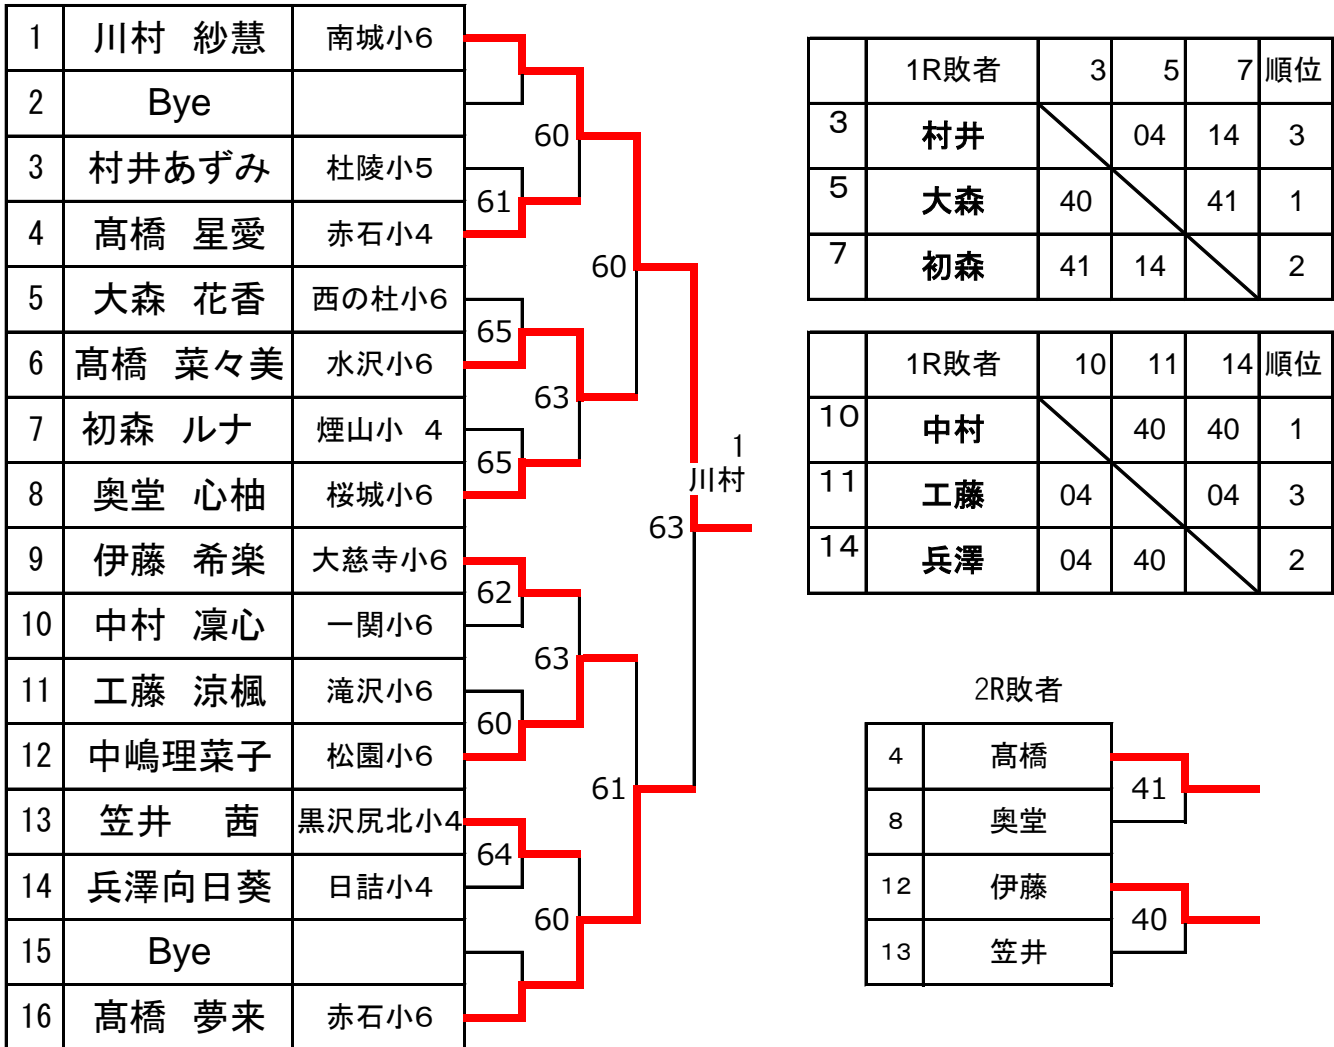 1 川村 紗慧 南城小6
2 Bye
3 村井あずみ 杜陵小5
4 髙橋 星愛 赤石小4
5 大森 花香 西の杜小6
6 髙橋 菜々美 水沢小6
7 初森 ルナ 煙山小 4
8 奥堂 心柚 桜城小6
9 伊藤 希楽 大慈寺小6
10 中村 凜心 一関小6
11 工藤 涼楓 滝沢小6
12 中嶋理菜子 松園小6
13 笠井 茜 黒沢尻北小4
14 兵澤向日葵 日詰小4
15 Bye
16 髙橋 夢来 赤石小6
61
65
65
62
60
64
60
63
63
60
60
61
63
1
川村
1R敗者 3 5 7 順位
3 村井 04 14 3
5 大森 40 41 1
7 初森 41 14 2
1R敗者 10 11 14 順位
10 中村 40 40 1
11 工藤 04 04 3
14 兵澤 04 40 2
2R敗者
4 髙橋
41
8 奥堂
12 伊藤
40
13 笠井